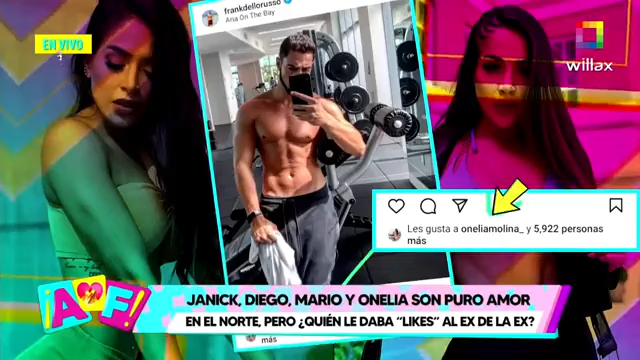 frankdellorusso
Aria On The Bay
EN VIVO
willax
Les gusta a oneliamolina_ y 5,922 personas
más
¡A F!
JANICK, DIEGO, MARIO Y ONELIA SON PURO AMOR
EN EL NORTE, PERO ¿QUIÉN LE DABA "LIKES" AL EX DE LA EX?
más